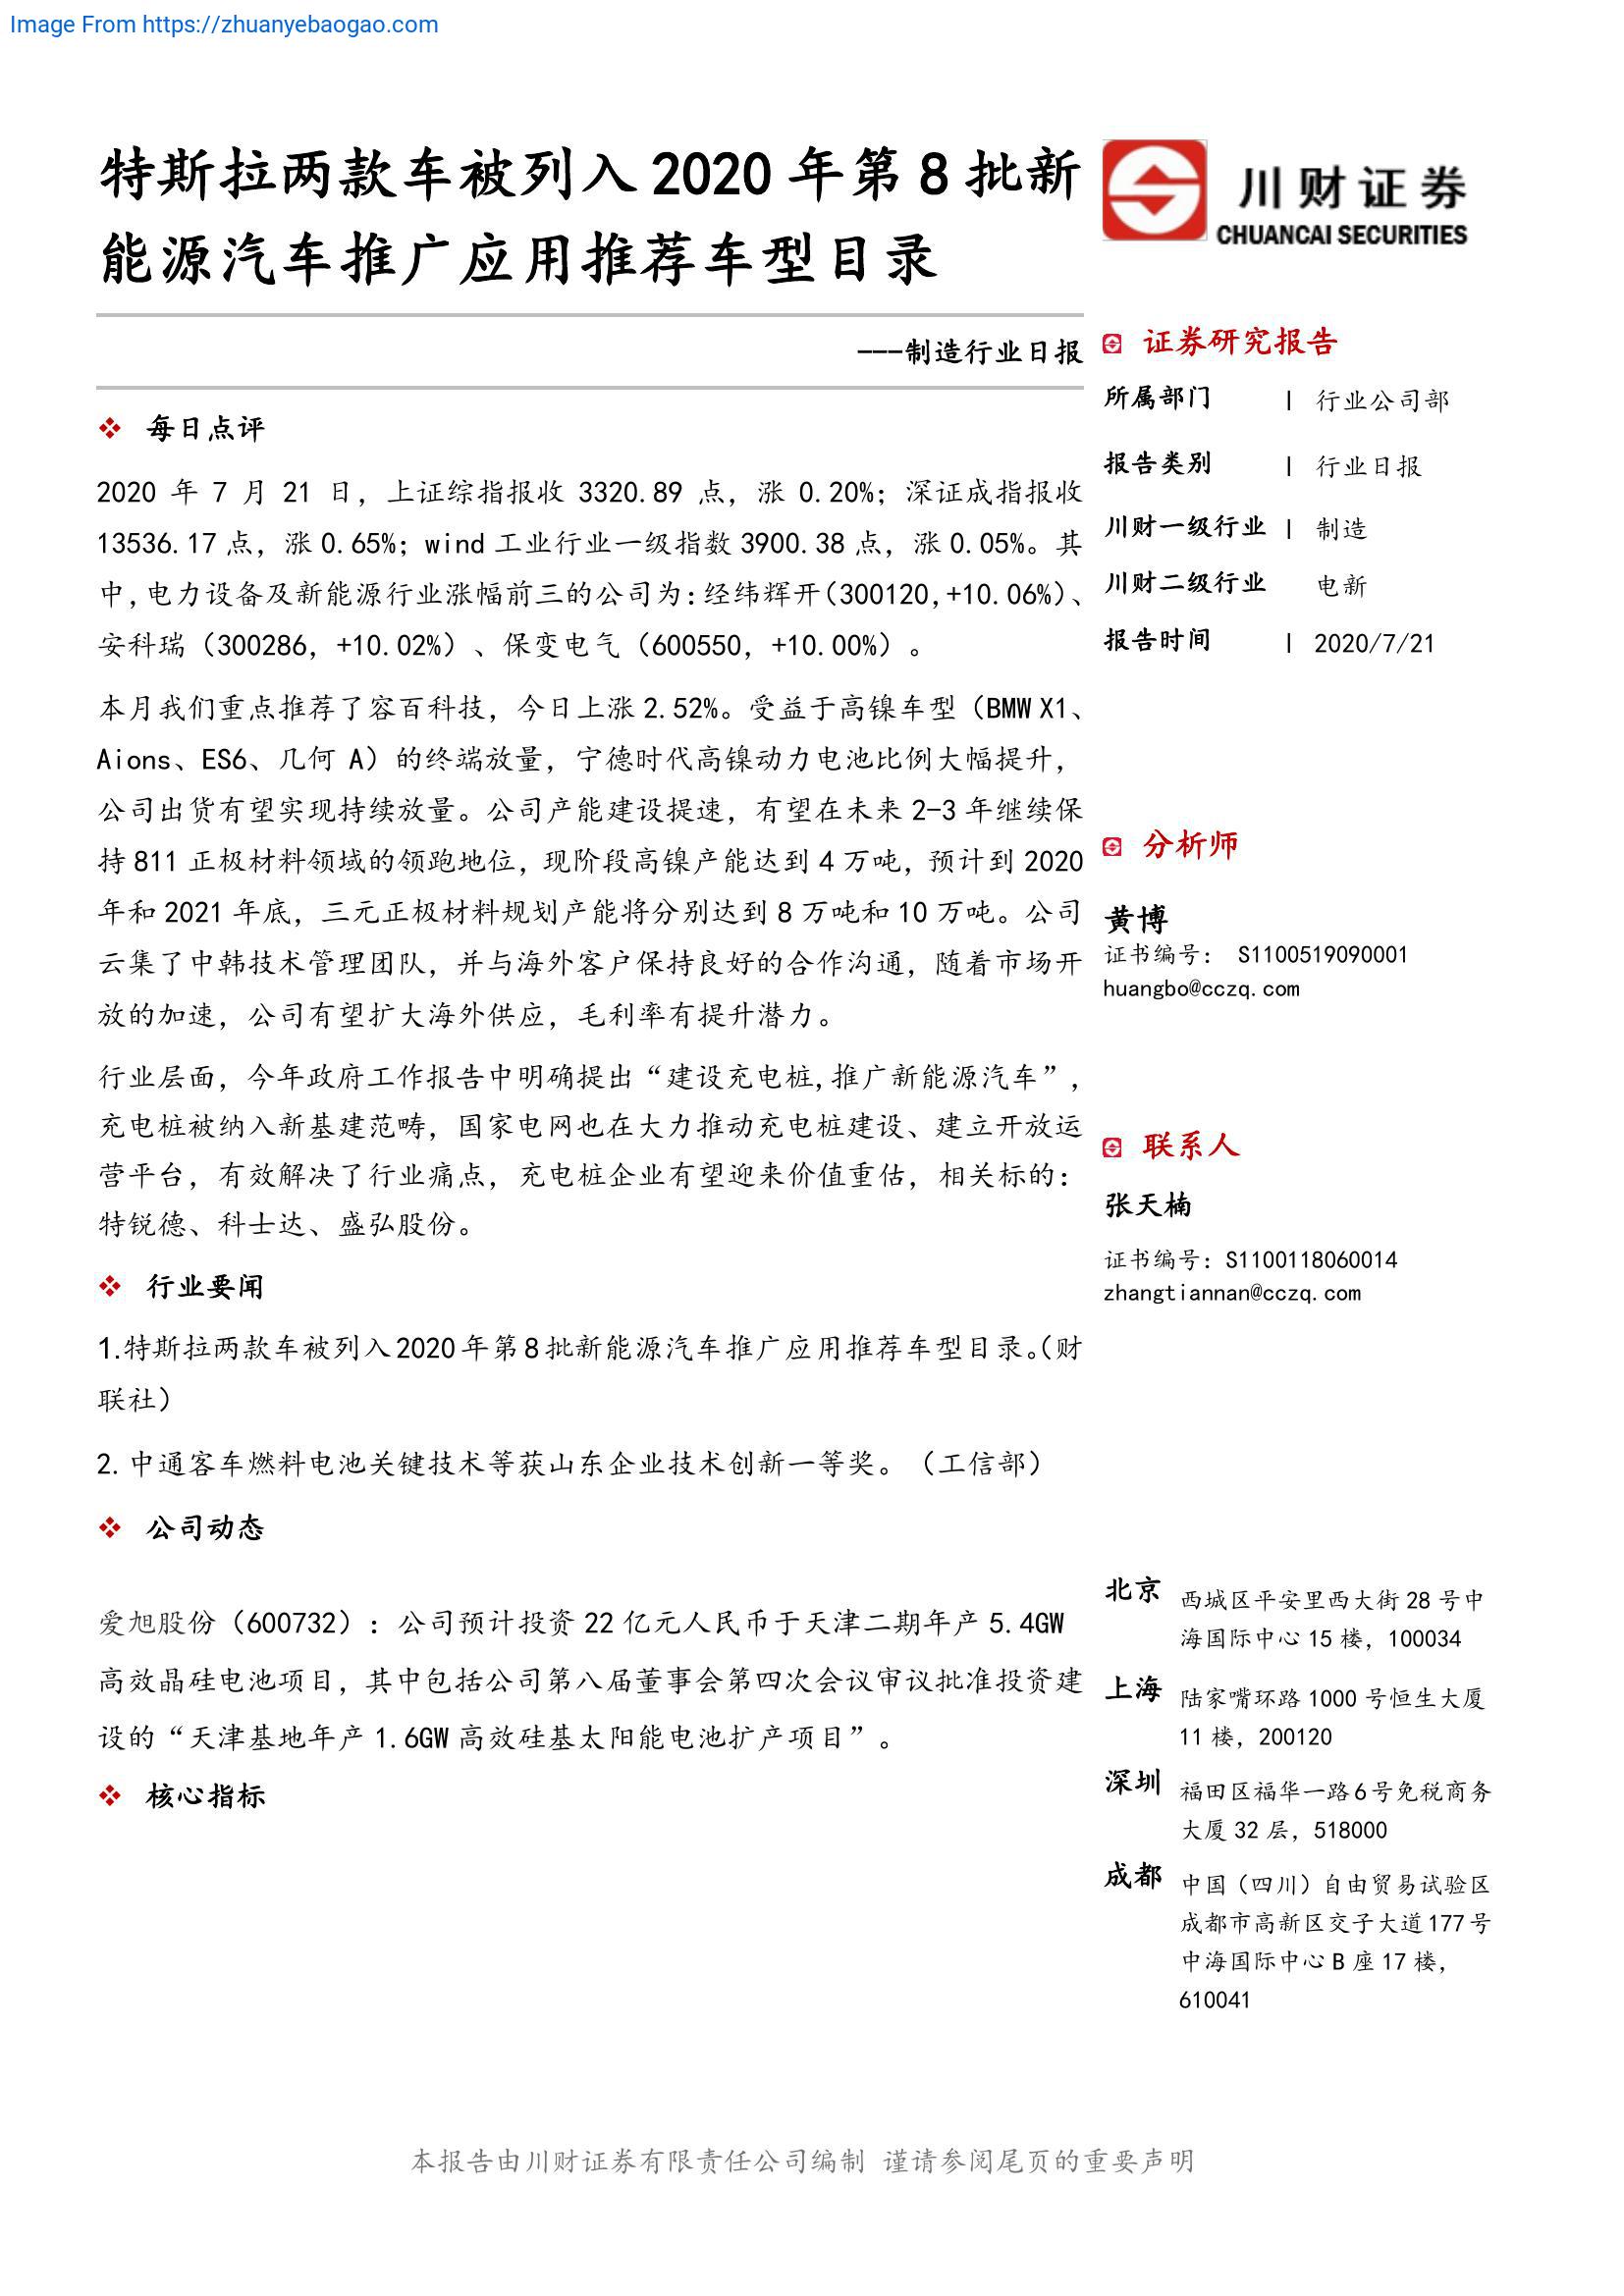 Image From https://zhuanyebaogao.com
特斯拉两款车被列入 2020 年第 8 批新
能源汽车推广应用推荐车型目录
---制造行业日报
❖ 每日点评
2020 年 7 月 21 日，上证综指报收 3320.89 点，涨 0.20%；深证成指报收
13536.17 点，涨 0.65%；wind 工业行业一级指数 3900.38 点，涨 0.05%。其
中，电力设备及新能源行业涨幅前三的公司为：经纬辉开（300120,+10.06%）、
安科瑞（300286，+10.02%）、保变电气（600550，+10.00%）。
本月我们重点推荐了容百科技，今日上涨 2.52%。受益于高镍车型（BMW X1、
Aions、ES6、几何 A）的终端放量，宁德时代高镍动力电池比例大幅提升，
公司出货有望实现持续放量。公司产能建设提速，有望在未来 2-3 年继续保
持 811 正极材料领域的领跑地位，现阶段高镍产能达到 4 万吨，预计到 2020
年和 2021 年底，三元正极材料规划产能将分别达到 8 万吨和 10 万吨。公司
云集了中韩技术管理团队，并与海外客户保持良好的合作沟通，随着市场开
放的加速，公司有望扩大海外供应，毛利率有提升潜力。
行业层面，今年政府工作报告中明确提出“建设充电桩,推广新能源汽车”，
充电桩被纳入新基建范畴，国家电网也在大力推动充电桩建设、建立开放运
营平台，有效解决了行业痛点，充电桩企业有望迎来价值重估，相关标的：
特锐德、科士达、盛弘股份。
❖ 行业要闻
1.特斯拉两款车被列入2020年第8批新能源汽车推广应用推荐车型目录。（财
联社）
2. 中通客车燃料电池关键技术等获山东企业技术创新一等奖。（工信部）
❖ 公司动态
爱旭股份（600732）：公司预计投资 22 亿元人民币于天津二期年产 5.4GW
高效晶硅电池项目，其中包括公司第八届董事会第四次会议审议批准投资建
设的“天津基地年产 1.6GW 高效硅基太阳能电池扩产项目”。
❖ 核心指标
川财证券
CHUANCAI SECURITIES
证券研究报告
所属部门 | 行业公司部
报告类别 | 行业日报
川财一级行业 | 制造
川财二级行业 电新
报告时间 | 2020/7/21
分析师
黄博
证书编号： S1100519090001
huangbo@cczq.com
联系人
张天楠
证书编号：S1100118060014
zhangtiannan@cczq.com
北京 西城区平安里西大街 28 号中
海国际中心 15 楼，100034
上海 陆家嘴环路 1000 号恒生大厦
11 楼，200120
深圳 福田区福华一路6号免税商务
大厦 32 层，518000
成都 中国（四川）自由贸易试验区
成都市高新区交子大道177号
中海国际中心 B 座 17 楼，
610041
本报告由川财证券有限责任公司编制 谨请参阅尾页的重要声明